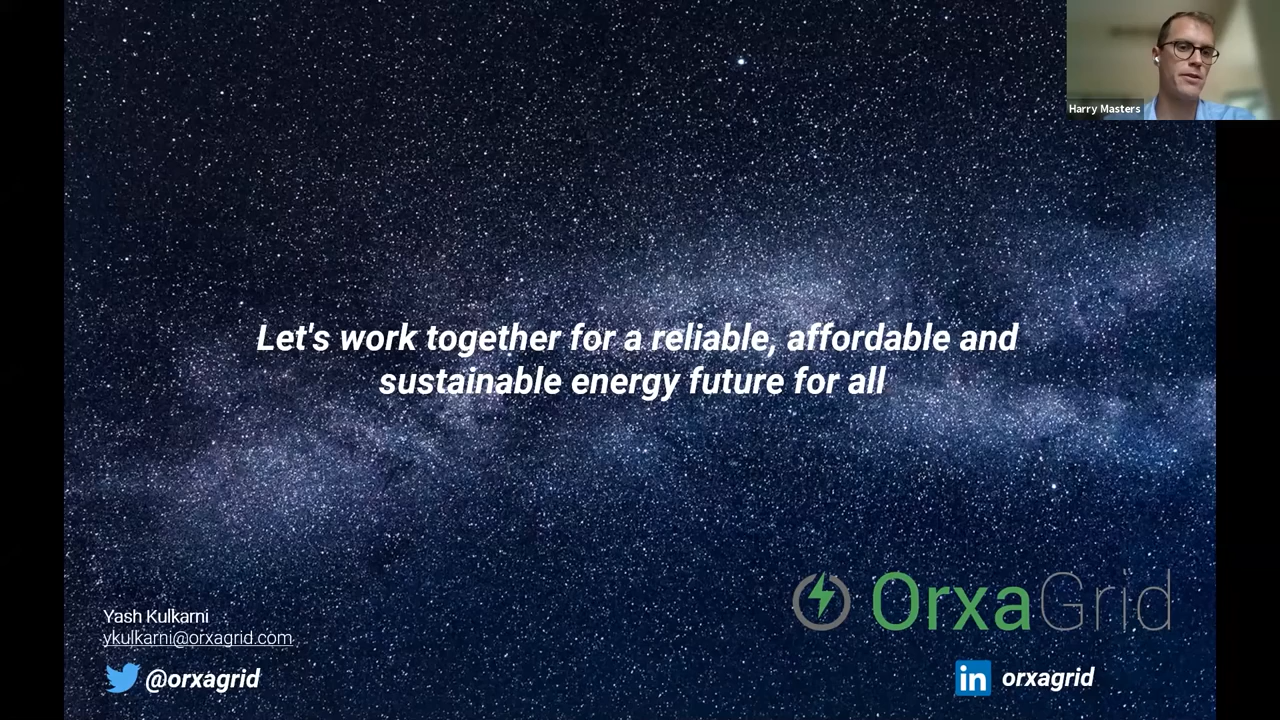 Harry Masters
Let's work together for a reliable, affordable and
sustainable energy future for all
OrxaGrid
Yash Kulkarni
ykulkarni@orxagrid.com
@orxagrid
in orxagrid